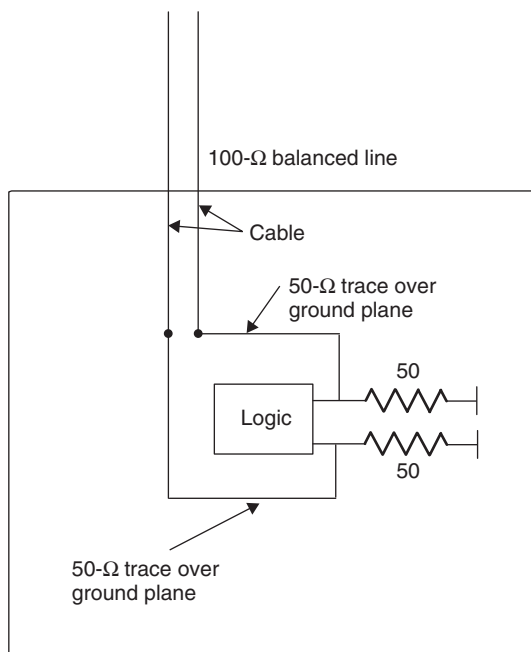 100-Ω balanced line
Cable
50-Ω trace over
ground plane
50
Logic
50
50-Ω trace over
ground plane